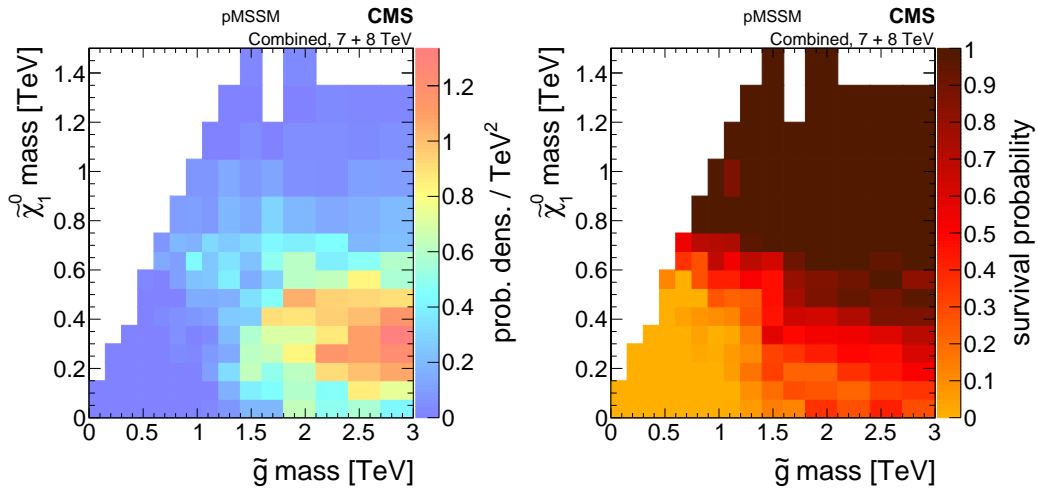 pMSSM CMS
Combined, 7 + 8 TeV
χ̃₁⁰ mass [TeV]
1.4
1.2
1
0.8
0.6
0.4
0.2
0
0 0.5 1 1.5 2 2.5 3
g̃ mass [TeV]
1.2
1
0.8
0.6
0.4
0.2
0
prob. dens. / TeV²
pMSSM CMS
Combined, 7 + 8 TeV
χ̃₁⁰ mass [TeV]
1.4
1.2
1
0.8
0.6
0.4
0.2
0
0 0.5 1 1.5 2 2.5 3
g̃ mass [TeV]
1
0.9
0.8
0.7
0.6
0.5
0.4
0.3
0.2
0.1
0
survival probability